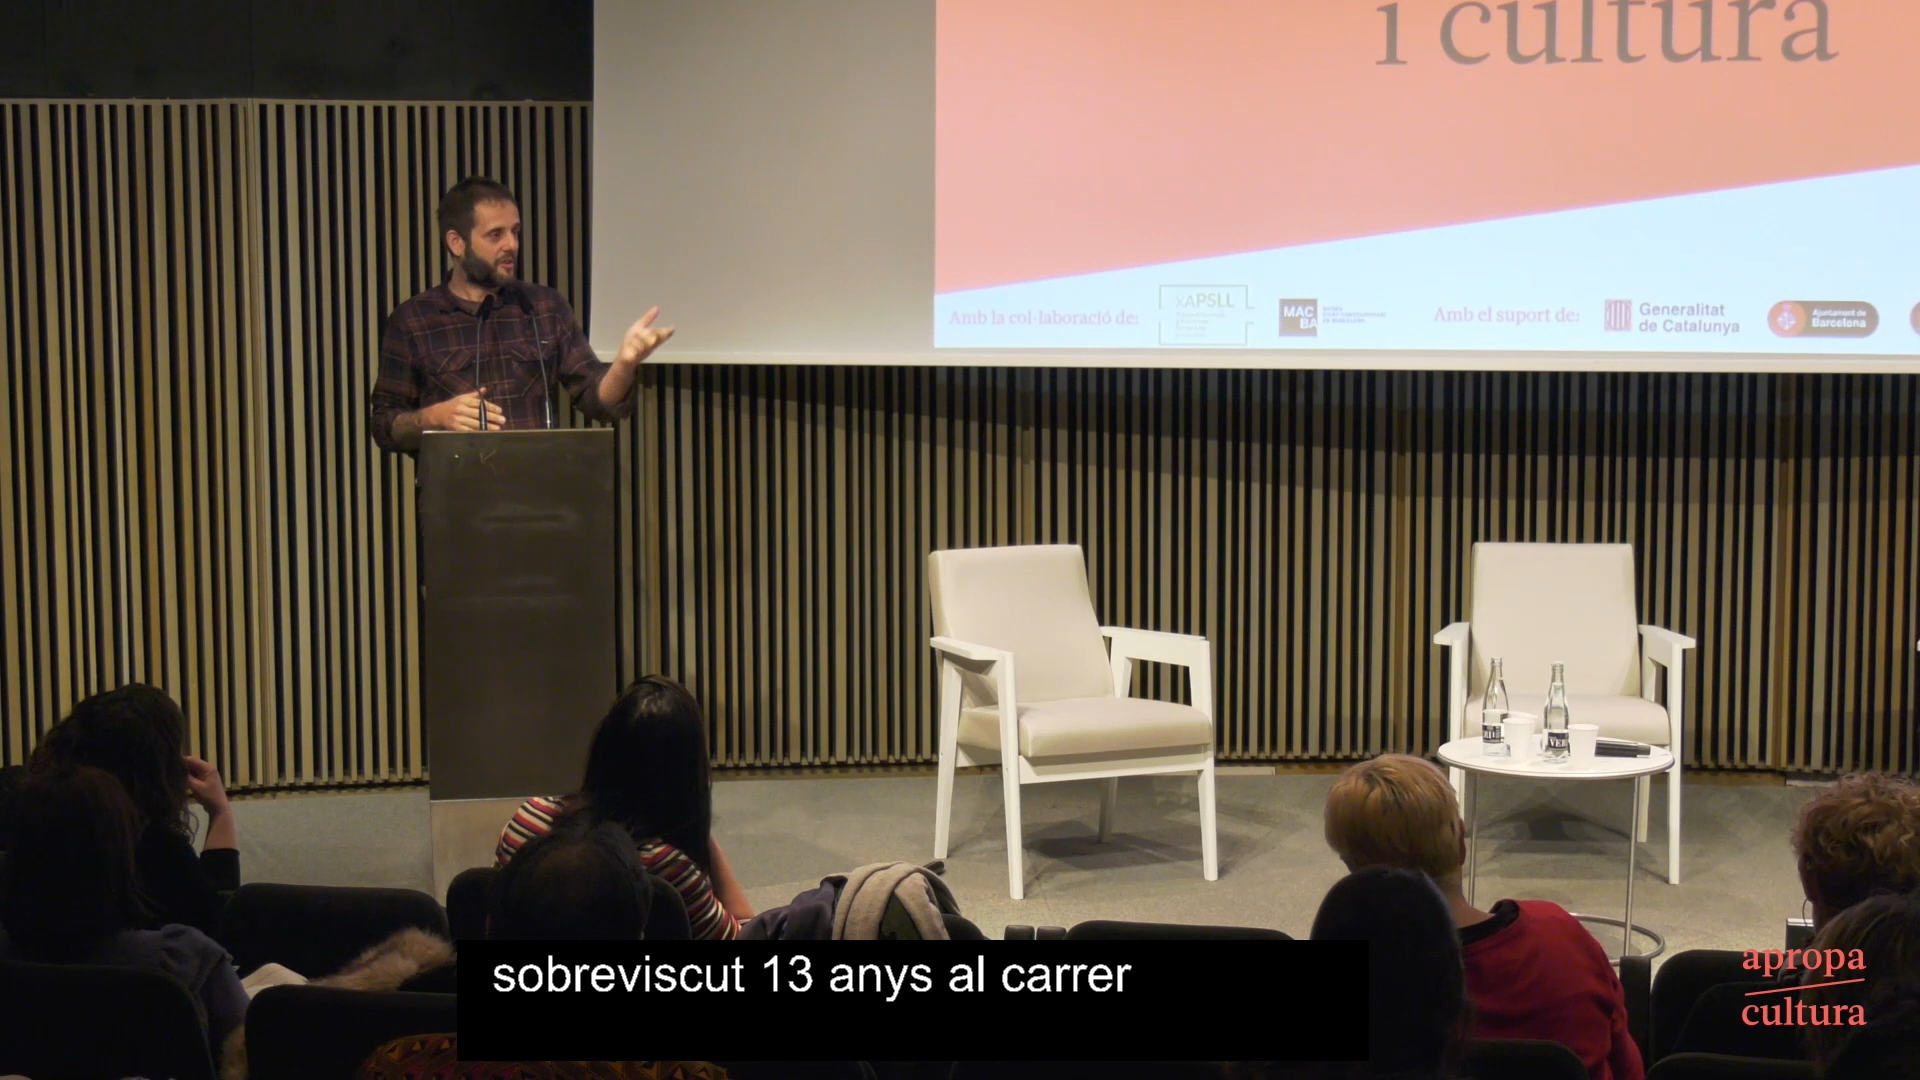 i cultura
Amb la col·laboració de:
xAPSLL
MAC
BA
Amb el suport de:
Generalitat
de Catalunya
Ajuntament de
Barcelona
VERI
sobreviscut 13 anys al carrer
apropa
cultura